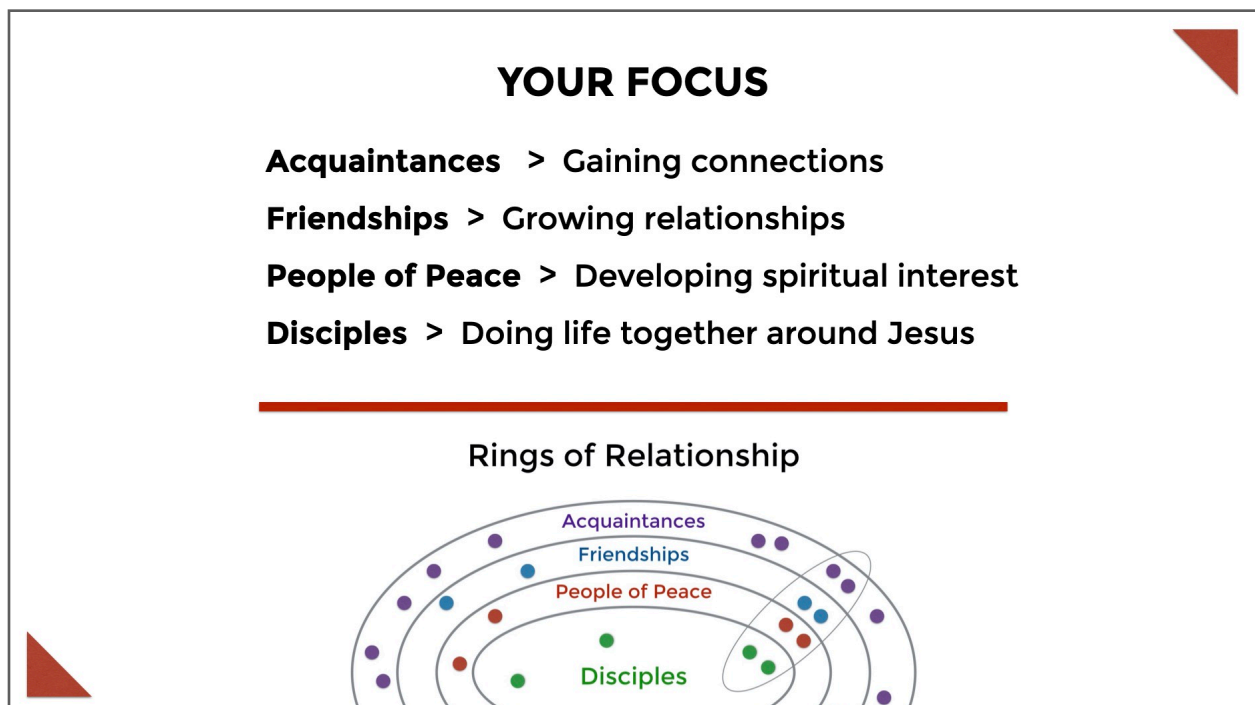 YOUR FOCUS
Acquaintances > Gaining connections
Friendships > Growing relationships
People of Peace > Developing spiritual interest
Disciples > Doing life together around Jesus
Rings of Relationship
Acquaintances
Friendships
People of Peace
Disciples